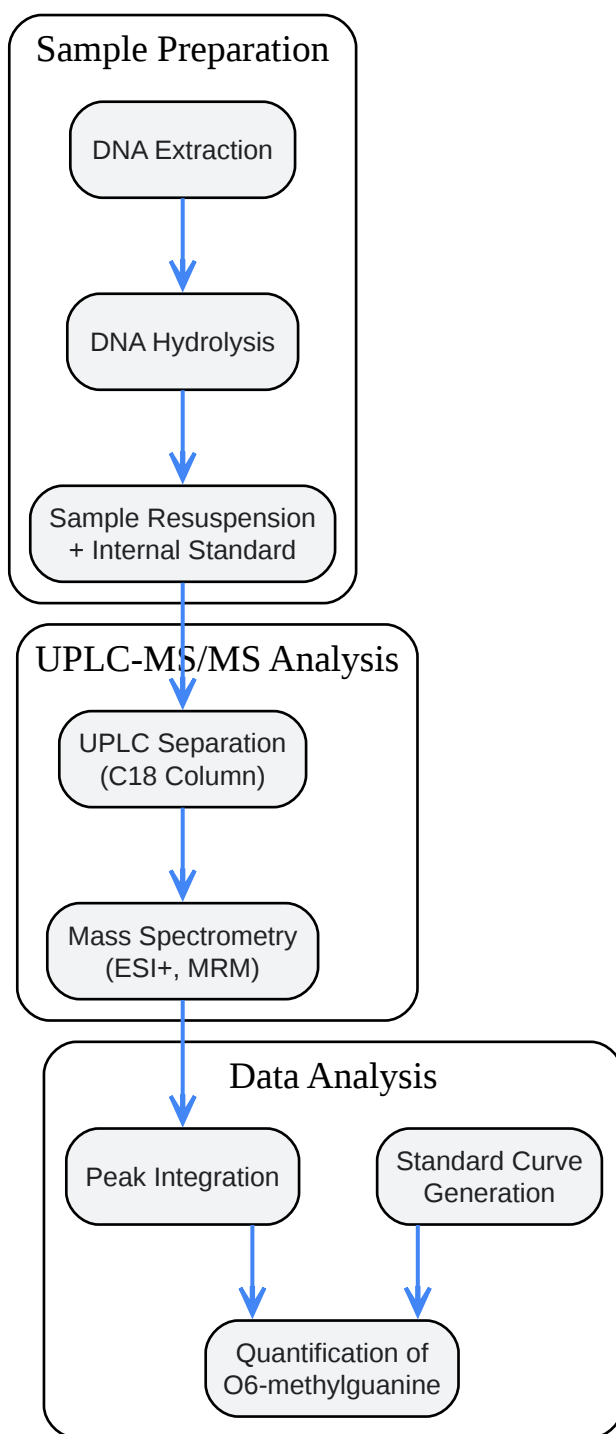 Sample Preparation
DNA Extraction
DNA Hydrolysis
Sample Resuspension
+ Internal Standard
UPLC-MS/MS Analysis
UPLC Separation
(C18 Column)
Mass Spectrometry
(ESI+, MRM)
Data Analysis
Peak Integration
Standard Curve
Generation
Quantification of
O6-methylguanine